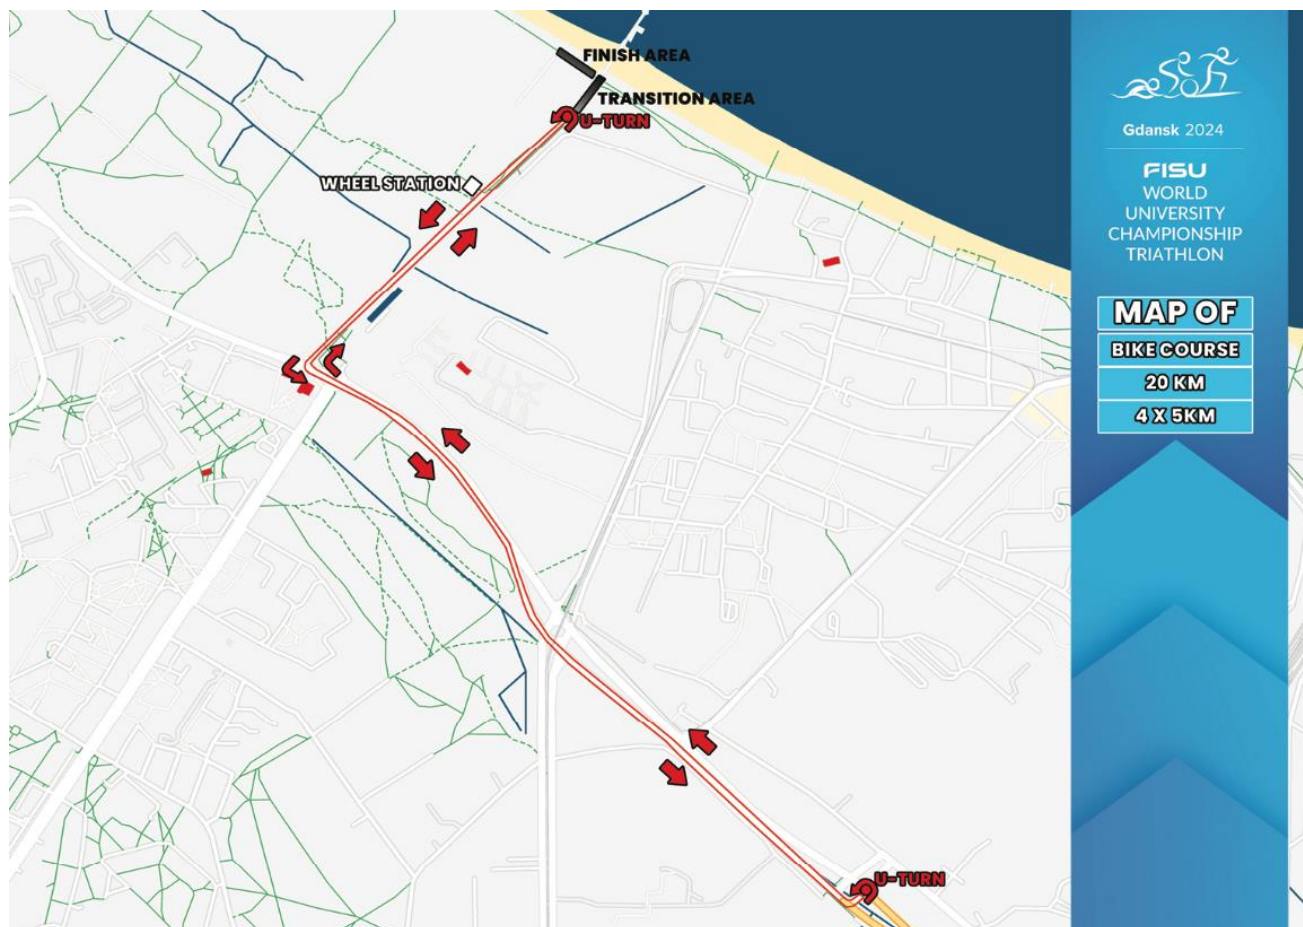 FINISH AREA
TRANSITION AREA
U-TURN
WHEEL STATION
U-TURN
Gdansk 2024
FISU
WORLD
UNIVERSITY
CHAMPIONSHIP
TRIATHLON
MAP OF
BIKE COURSE
20 KM
4 X 5KM